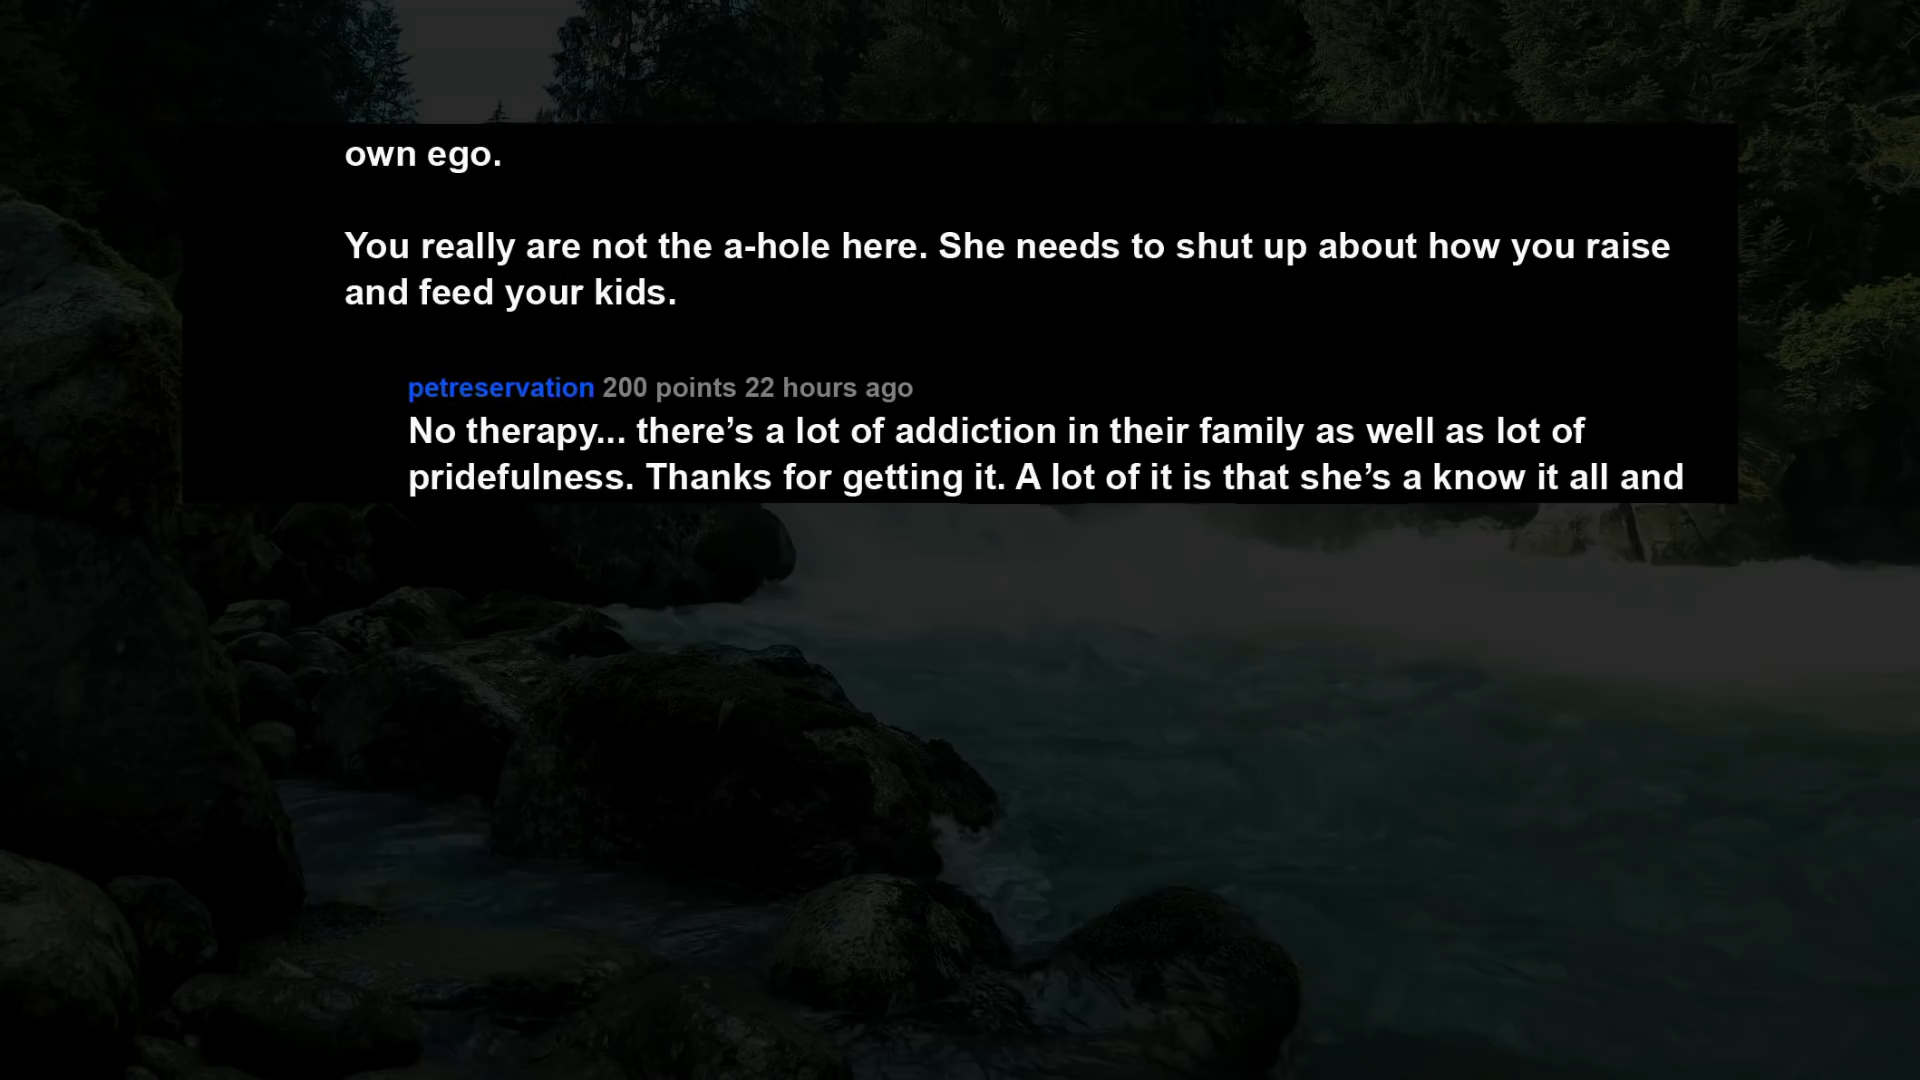 own ego.
You really are not the a-hole here. She needs to shut up about how you raise
and feed your kids.
petreservation 200 points 22 hours ago
No therapy... there’s a lot of addiction in their family as well as lot of
pridefulness. Thanks for getting it. A lot of it is that she’s a know it all and